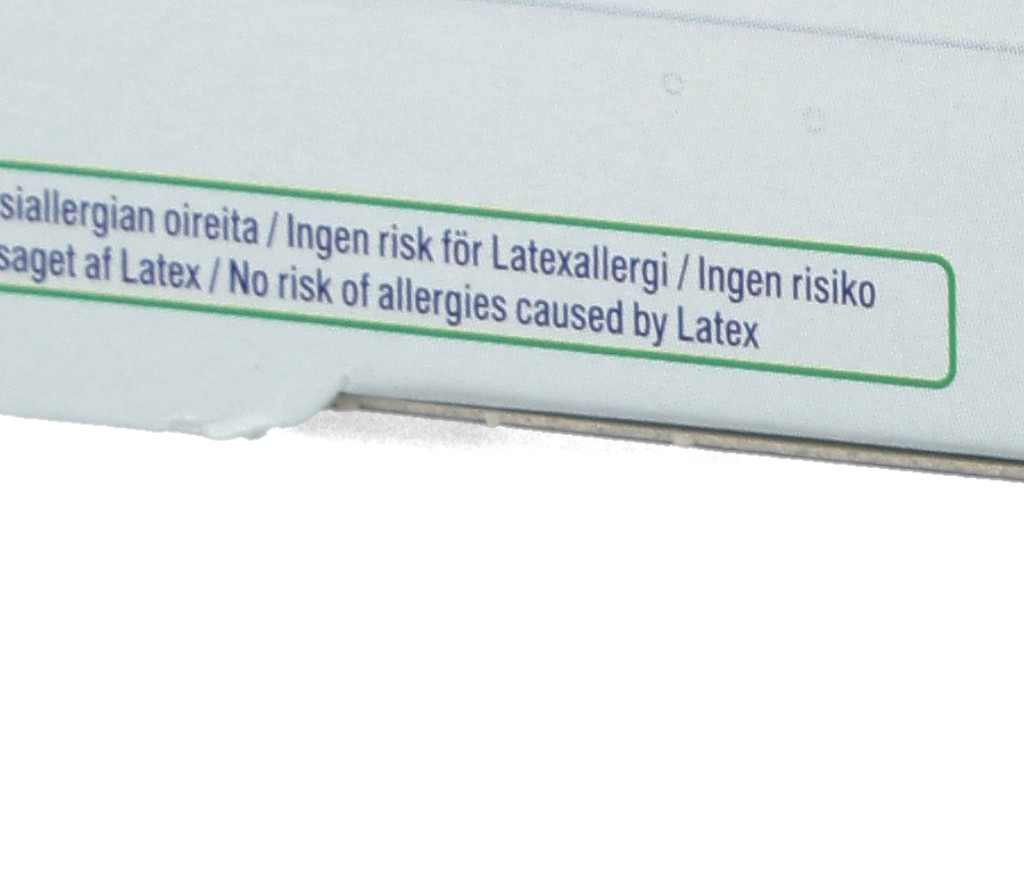 siallergian oireita / Ingen risk för Latexallergi / Ingen risiko
saget af Latex / No risk of allergies caused by Latex